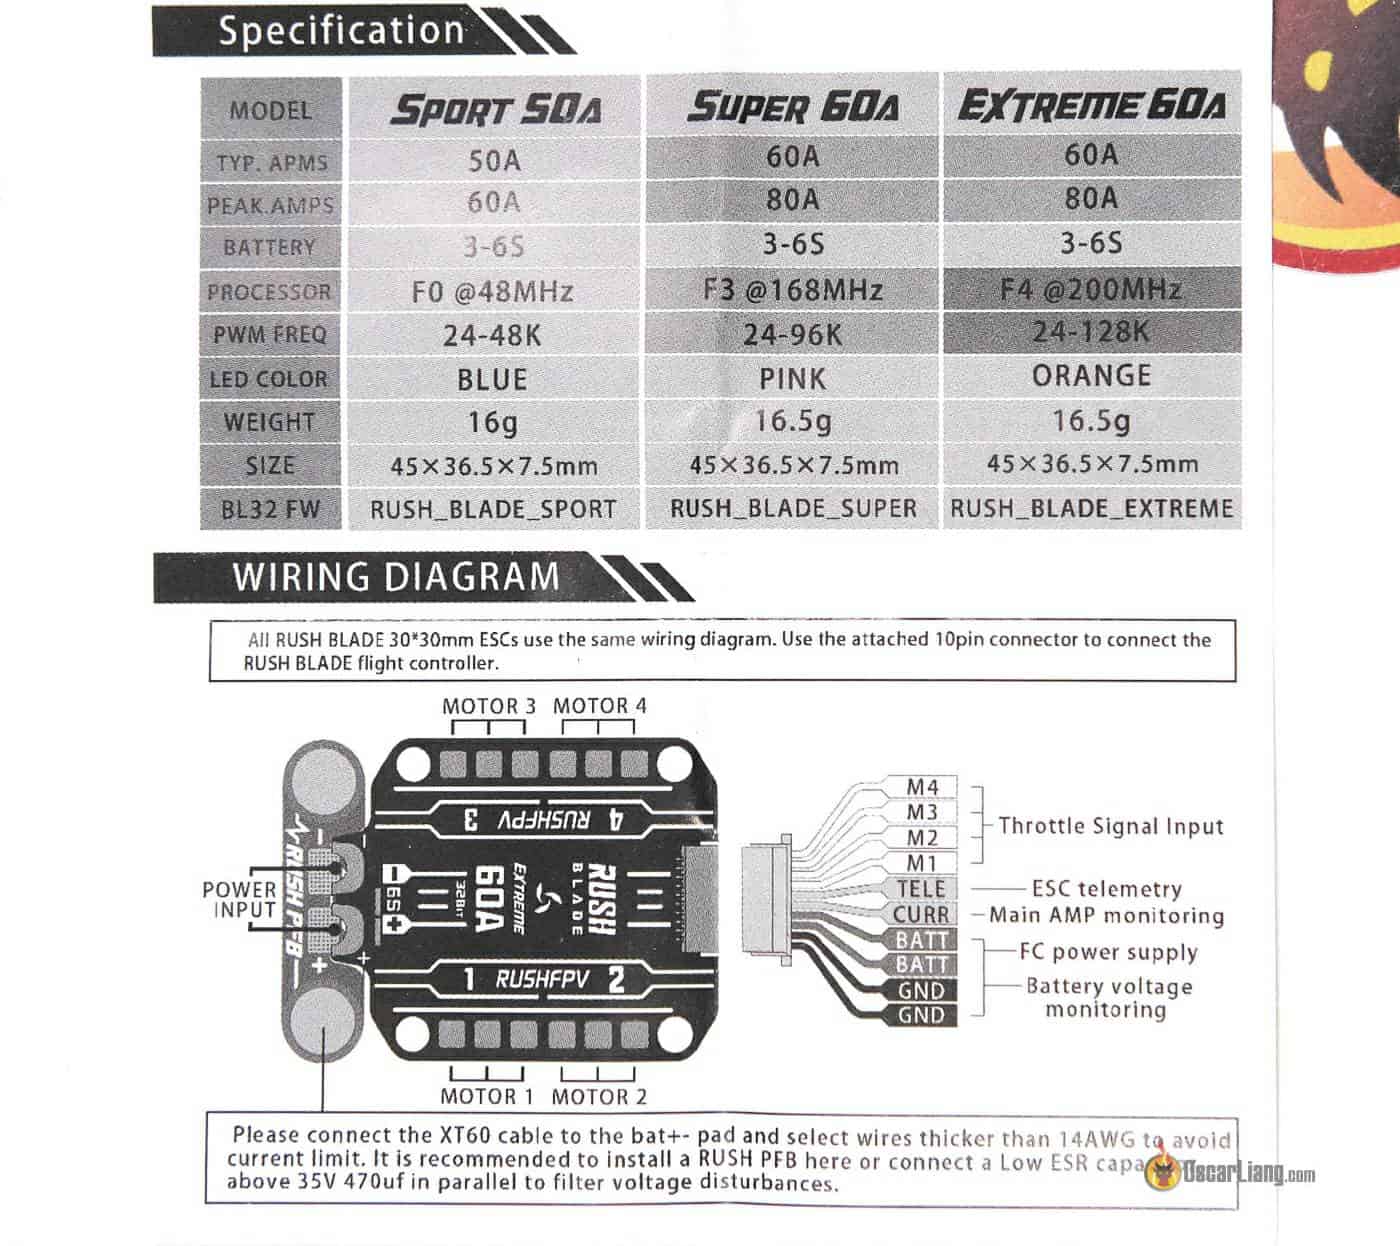 Specification
MODEL SPORT 50A SUPER 60A EXTREME 60A
TYP. APMS 50A 60A 60A
PEAK.AMPS 60A 80A 80A
BATTERY 3-6S 3-6S 3-6S
PROCESSOR F0 @48MHz F3 @168MHz F4 @200MHz
PWM FREQ 24-48K 24-96K 24-128K
LED COLOR BLUE PINK ORANGE
WEIGHT 16g 16.5g 16.5g
SIZE 45×36.5×7.5mm 45×36.5×7.5mm 45×36.5×7.5mm
BL32 FW RUSH_BLADE_SPORT RUSH_BLADE_SUPER RUSH_BLADE_EXTREME
WIRING DIAGRAM
All RUSH BLADE 30*30mm ESCs use the same wiring diagram. Use the attached 10pin connector to connect the
RUSH BLADE flight controller.
MOTOR 3 MOTOR 4
3 RUSHFPV 4
RUSH PFB
- +
- +
POWER
INPUT
- 6S +
32Bit
60A
EXTREME
RUSH
BLADE
1 RUSHFPV 2
MOTOR 1 MOTOR 2
M4
M3
M2
M1
Throttle Signal Input
TELE ESC telemetry
CURR Main AMP monitoring
BATT
BATT
FC power supply
GND
GND
Battery voltage
monitoring
Please connect the XT60 cable to the bat+- pad and select wires thicker than 14AWG to avoid
current limit. It is recommended to install a RUSH PFB here or connect a Low ESR
above 35V 470uf in parallel to filter voltage disturbances.
OscarLiang.com